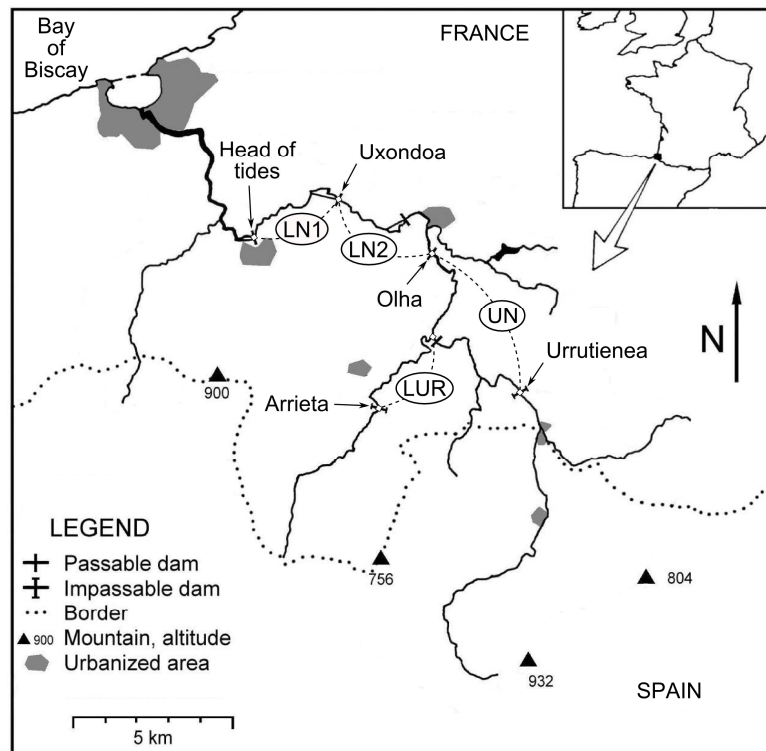 Bay
of
Biscay
FRANCE
Head of
tides
Uxondoa
LN1
LN2
Olha
UN
N
Urrutienea
900
Arrieta
LUR
LEGEND
Passable dam
Impassable dam
Border
900 Mountain, altitude
Urbanized area
756
804
932
SPAIN
5 km